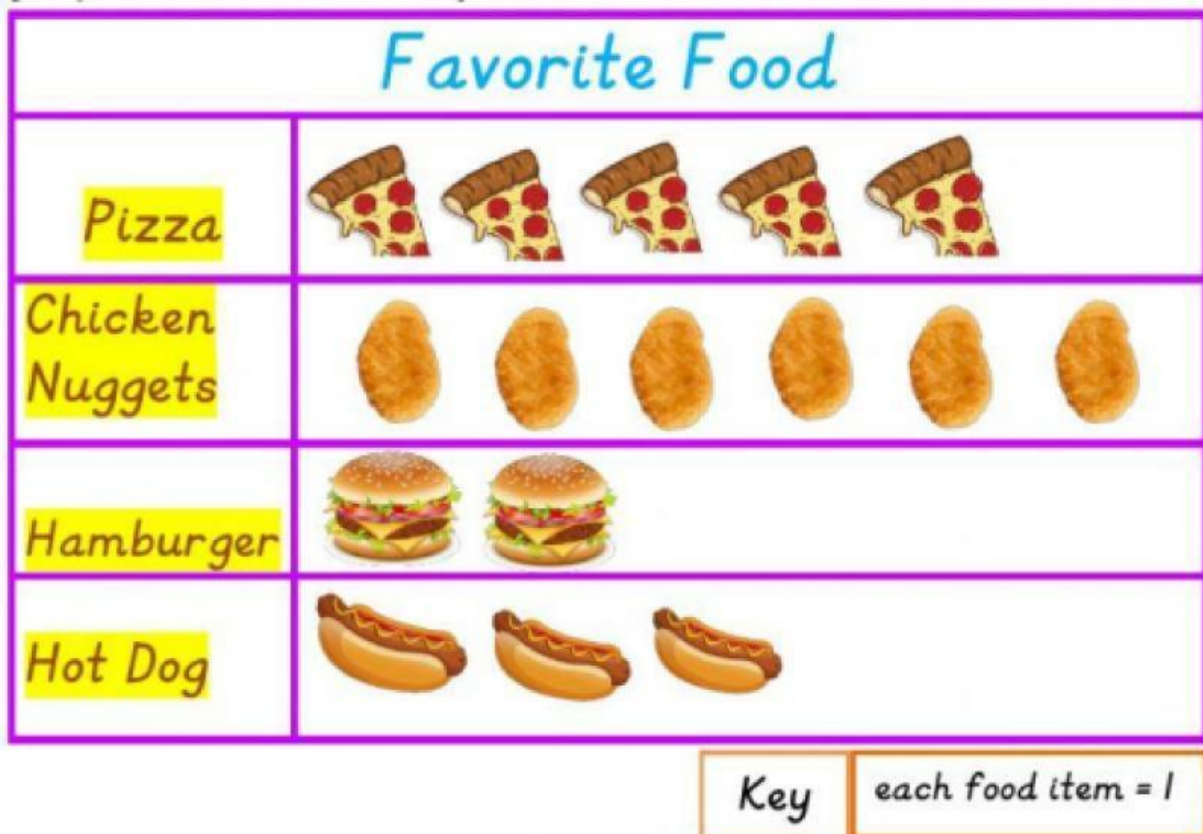 Favorite Food
Pizza
Chicken
Nuggets
Hamburger
Hot Dog
Key
each food item = 1